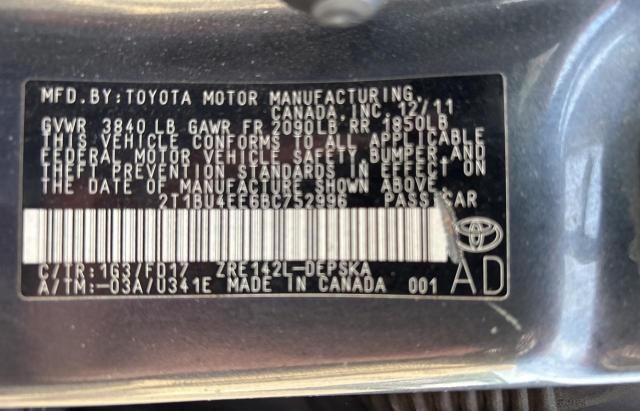 MFD.BY:TOYOTA MOTOR MANUFACTURING
CANADA,INC. 12/11
GVWR 3840 LB GAWR FR 2090LB RR 1850LB
THIS VEHICLE CONFORMS TO ALL APPLICABLE
FEDERAL MOTOR VEHICLE SAFETY,BUMPER,AND
THEFT PREVENTION STANDARDS IN EFFECT ON
THE DATE OF MANUFACTURE SHOWN ABOVE.
2T1BU4EE6BC752996 PASS CAR
C/TR:1G3/FD17 ZRE142L-DEPSKA
A/TM:-03A/U341E MADE IN CANADA 001
AD